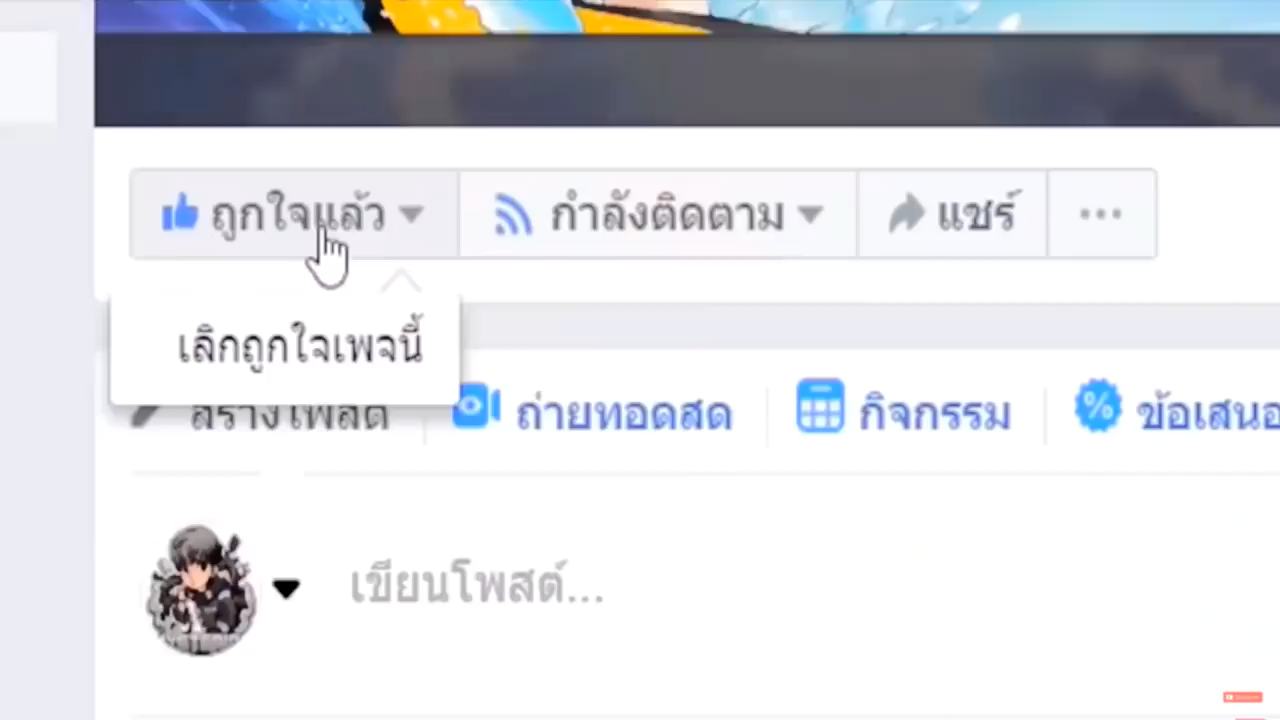 ถูกใจแล้ว กำลังติดตาม แชร์ ...
เลิกถูกใจเพจนี้
สร้างโพสต์ ถ่ายทอดสด กิจกรรม ข้อเสนอ
เขียนโพสต์...